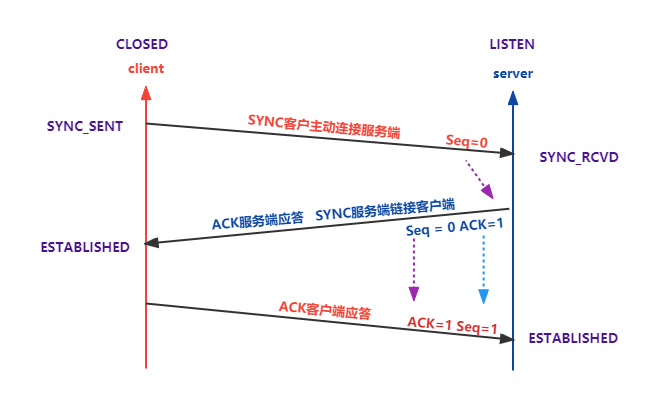 CLOSED
LISTEN
client
server
SYNC_SENT
SYNC客户主动连接服务端
Seq=0
SYNC_RCVD
ACK服务端应答 SYNC服务端链接客户端
Seq = 0 ACK=1
ESTABLISHED
ACK客户端应答
ACK=1 Seq=1
ESTABLISHED